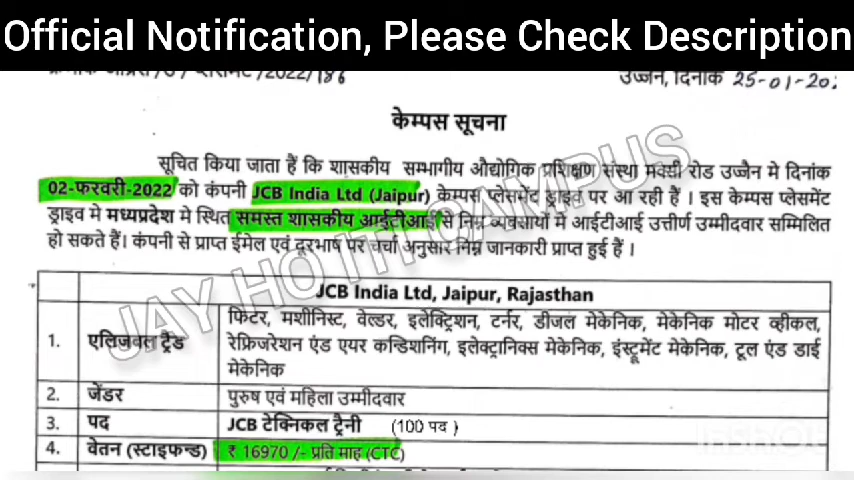 Official Notification, Please Check Description
उज्जैन, दिनांक 25-01-20
केम्पस सूचना
सूचित किया जाता हैं कि शासकीय सम्भागीय औद्योगिक प्रशिक्षण संस्था मक्सी रोड उज्जैन मे दिनांक
02-फरवरी-2022 को कंपनी JCB India Ltd (Jaipur) केम्पस प्लेसमेंट ड्राइव पर आ रही हैं । इस केम्पस प्लेसमेंट
ड्राइव मे मध्यप्रदेश मे स्थित समस्त शासकीय आईटीआई से निम्न व्यवसायों में आईटीआई उत्तीर्ण उम्मीदवार सम्मिलित
हो सकते हैं। कंपनी से प्राप्त ईमेल एवं दूरभाष पर चर्चा अनुसार निम्न जानकारी प्राप्त हुई हैं ।
JAY HO ITI CAMPUS
JCB India Ltd, Jaipur, Rajasthan
1. एलिजिबल ट्रैड फिटर, मशीनिस्ट, वेल्डर, इलेक्ट्रिशन, टर्नर, डीजल मेकेनिक, मेकेनिक मोटर व्हीकल,
रेफ्रिजरेशन एंड एयर कन्डिशनिंग, इलेक्ट्रानिक्स मेकेनिक, इंस्ट्रूमेंट मेकेनिक, टूल एंड डाई
मेकेनिक
2. जेंडर पुरुष एवं महिला उम्मीदवार
3. पद JCB टेक्निकल ट्रैनी (100 पद )
4. वेतन (स्टाइफन्ड) ₹ 16970/- प्रति माह (CTC)